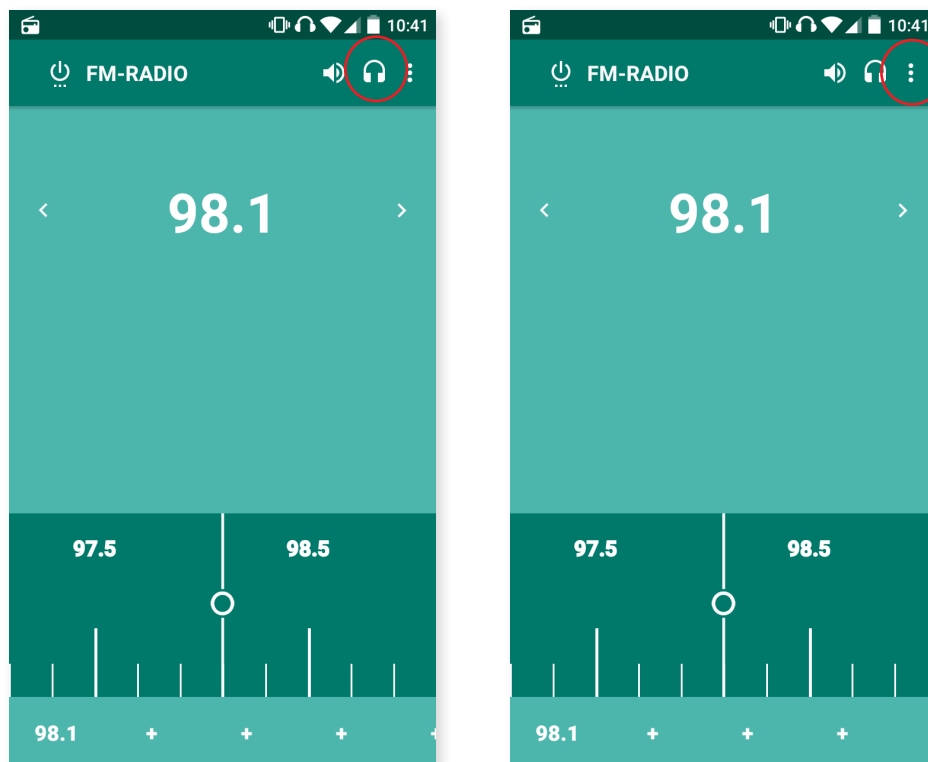 10:41
FM-RADIO
98.1
97.5 98.5
98.1 + + + +
10:41
FM-RADIO
98.1
97.5 98.5
98.1 + + +